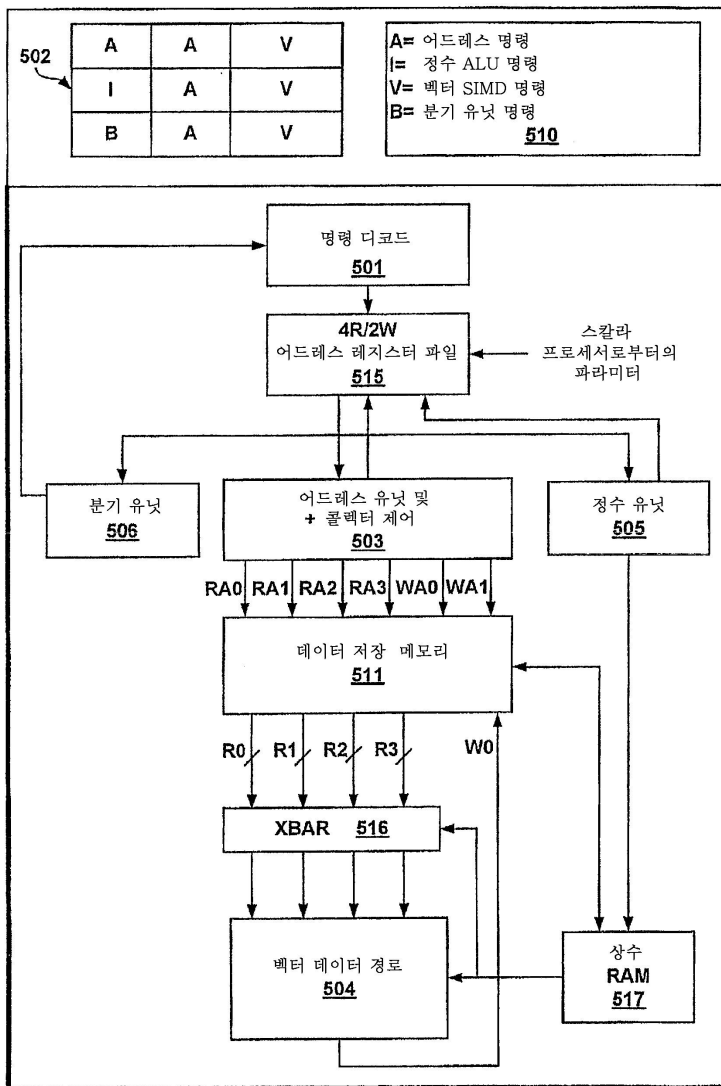 502
A A V
I A V
B A V
A= 어드레스 명령
I= 정수 ALU 명령
V= 벡터 SIMD 명령
B= 분기 유닛 명령
510
명령 디코드
501
4R/2W
어드레스 레지스터 파일
515
스칼라
프로세서로부터의
파라미터
분기 유닛
506
어드레스 유닛 및
+ 콜렉터 제어
503
정수 유닛
505
RA0 RA1 RA2 RA3 WA0 WA1
데이터 저장 메모리
511
R0 R1 R2 R3 W0
XBAR 516
벡터 데이터 경로
504
상수
RAM
517